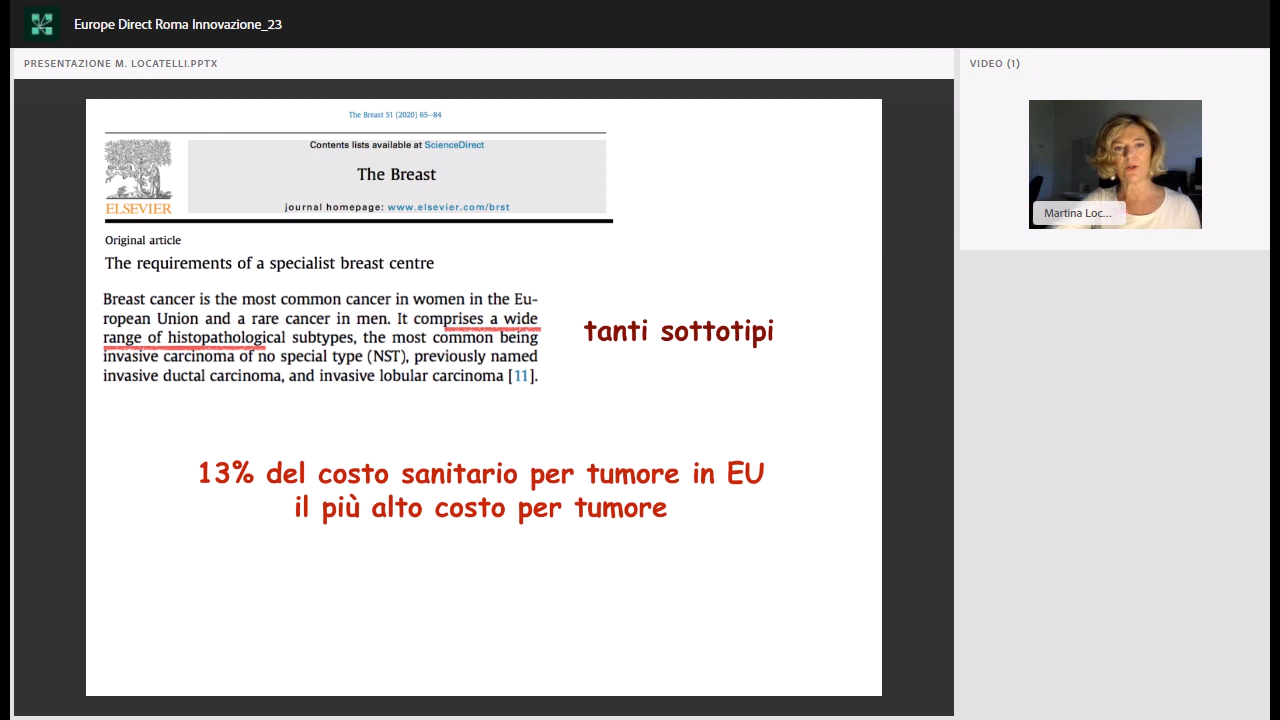 Europe Direct Roma Innovazione_23
PRESENTAZIONE M. LOCATELLI.PPTX
VIDEO (1)
The Breast 51 (2020) 65–84
Contents lists available at ScienceDirect
The Breast
journal homepage: www.elsevier.com/brst
ELSEVIER
Original article
The requirements of a specialist breast centre
Breast cancer is the most common cancer in women in the Eu-
ropean Union and a rare cancer in men. It comprises a wide
range of histopathological subtypes, the most common being
invasive carcinoma of no special type (NST), previously named
invasive ductal carcinoma, and invasive lobular carcinoma [11].
tanti sottotipi
13% del costo sanitario per tumore in EU
il più alto costo per tumore
Martina Loc...